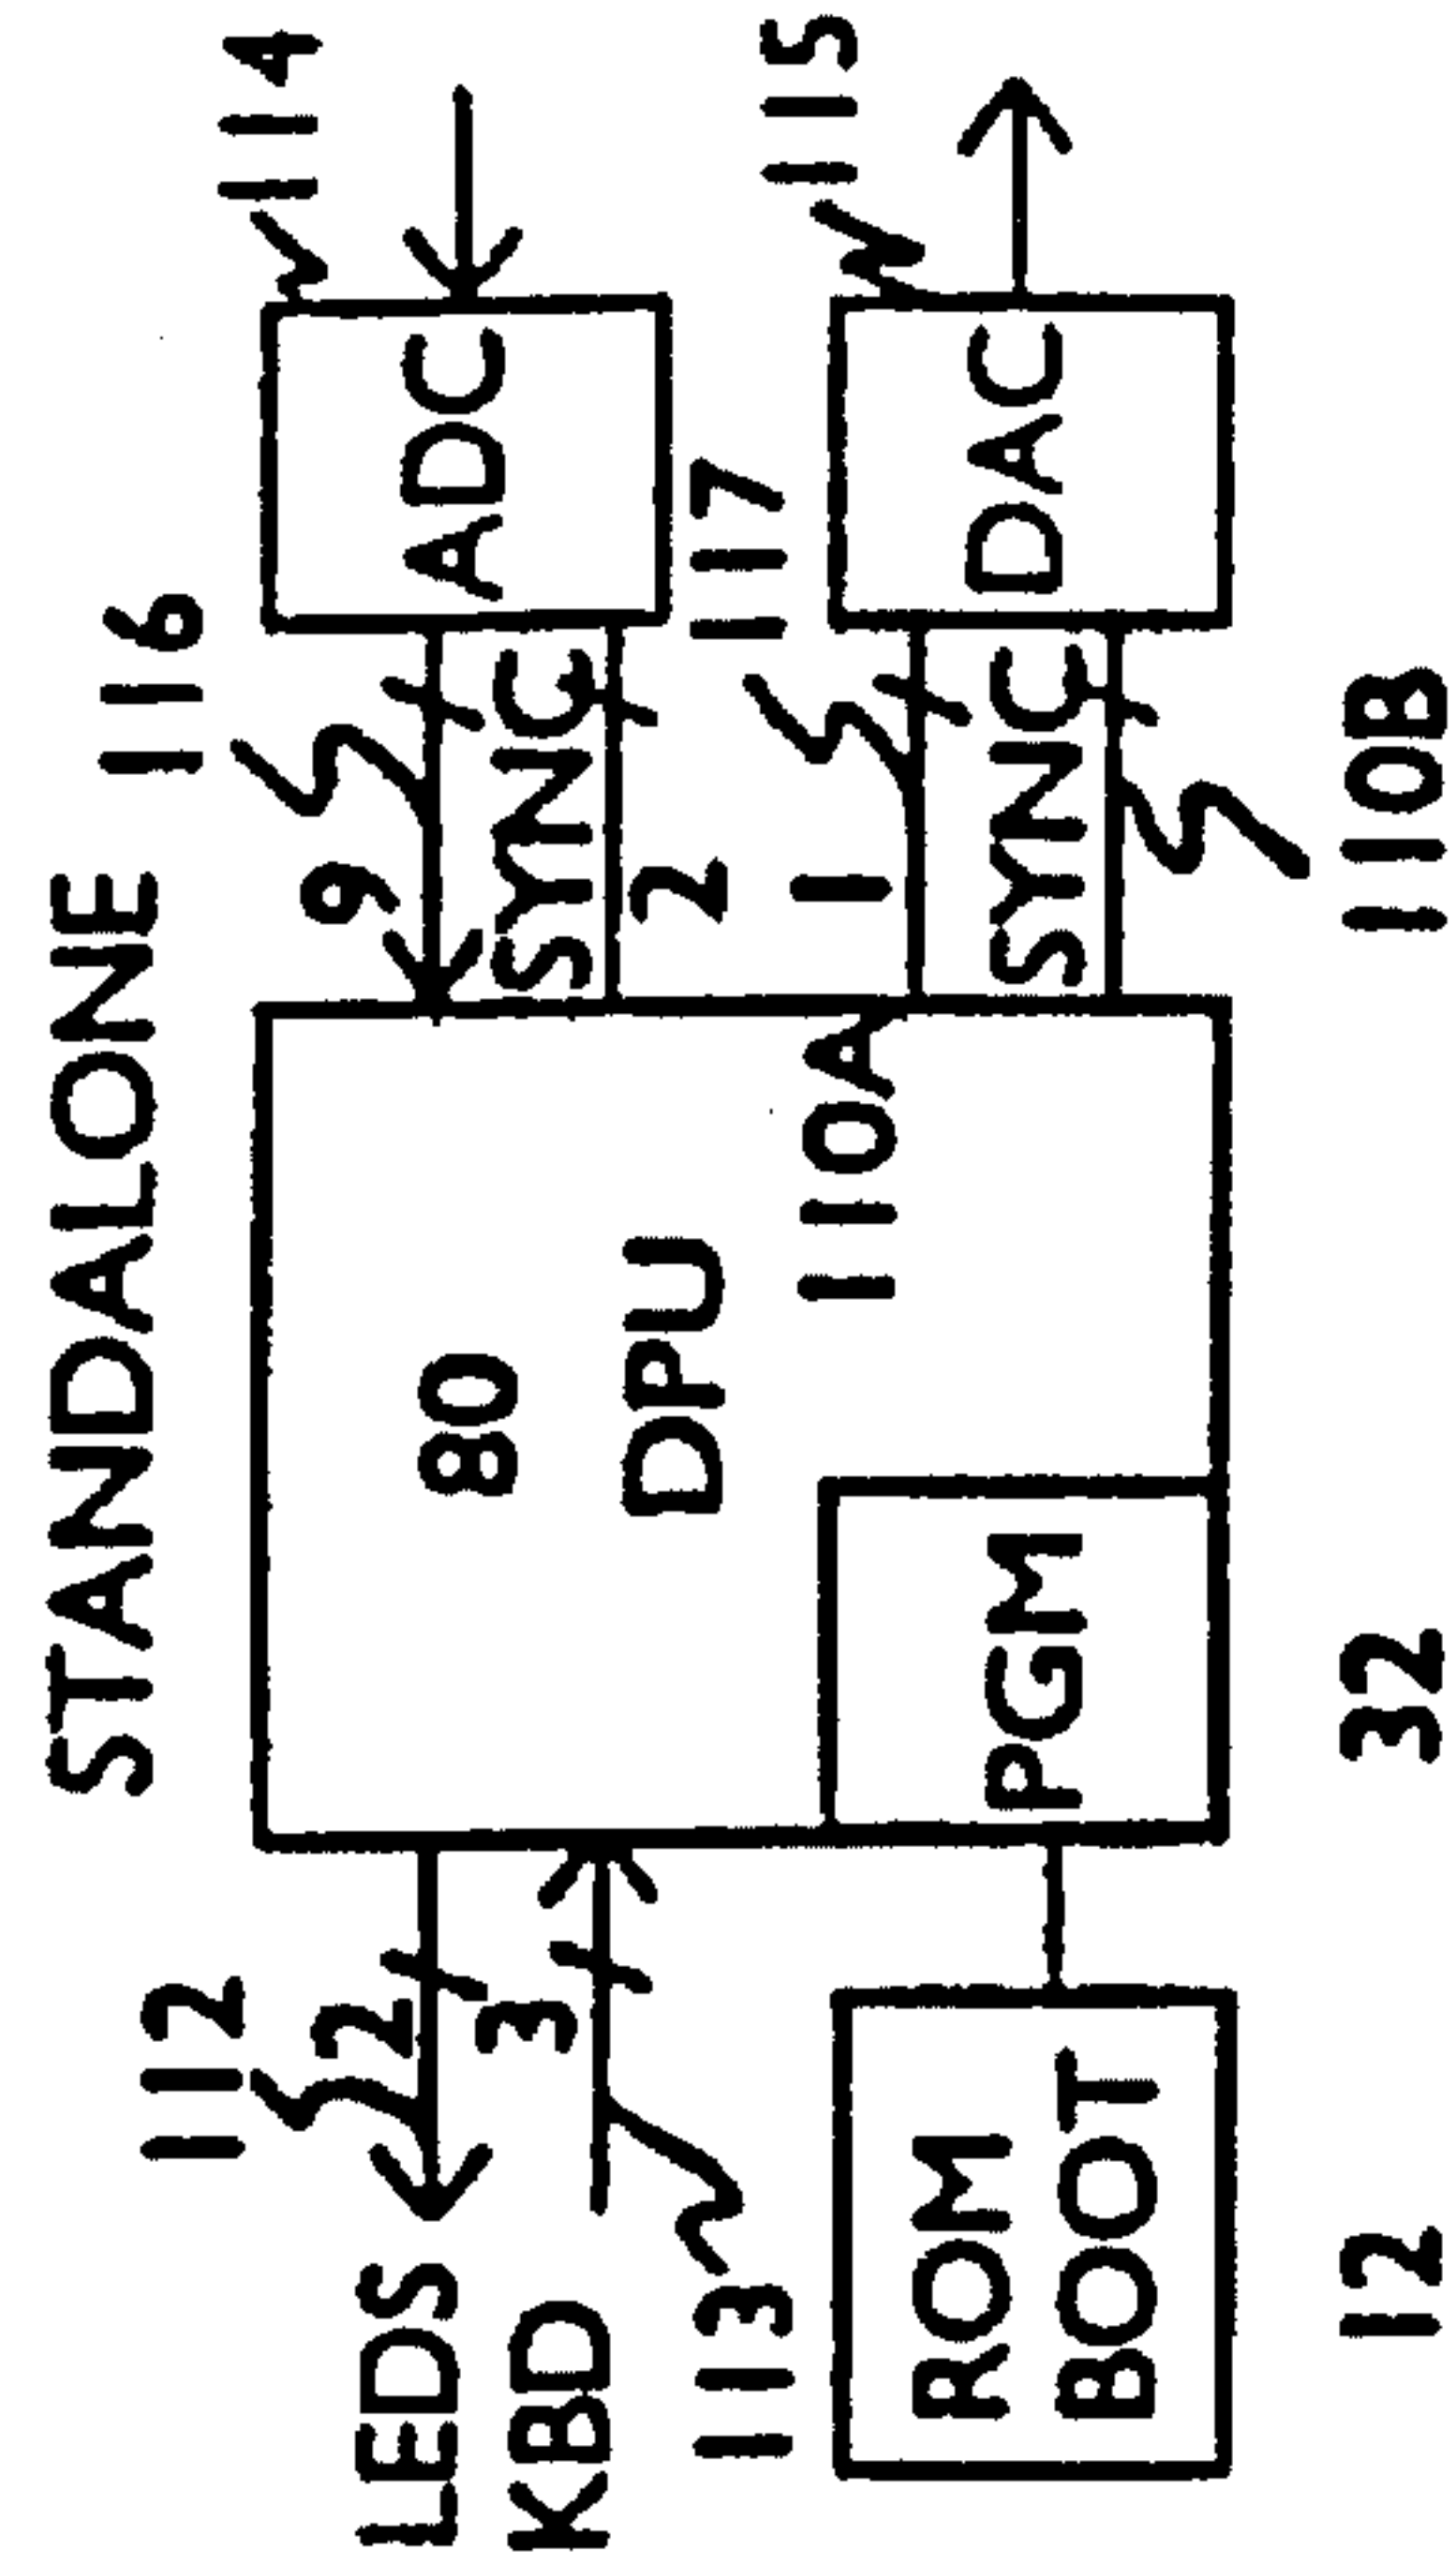 STANDALONE
112
116
114
LEDS
2
9
ADC
KBD
3
80
SYNC
DPU
2
113
117
115
110A
1
ROM
BOOT
PGM
SYNC
DAC
12
32
110B